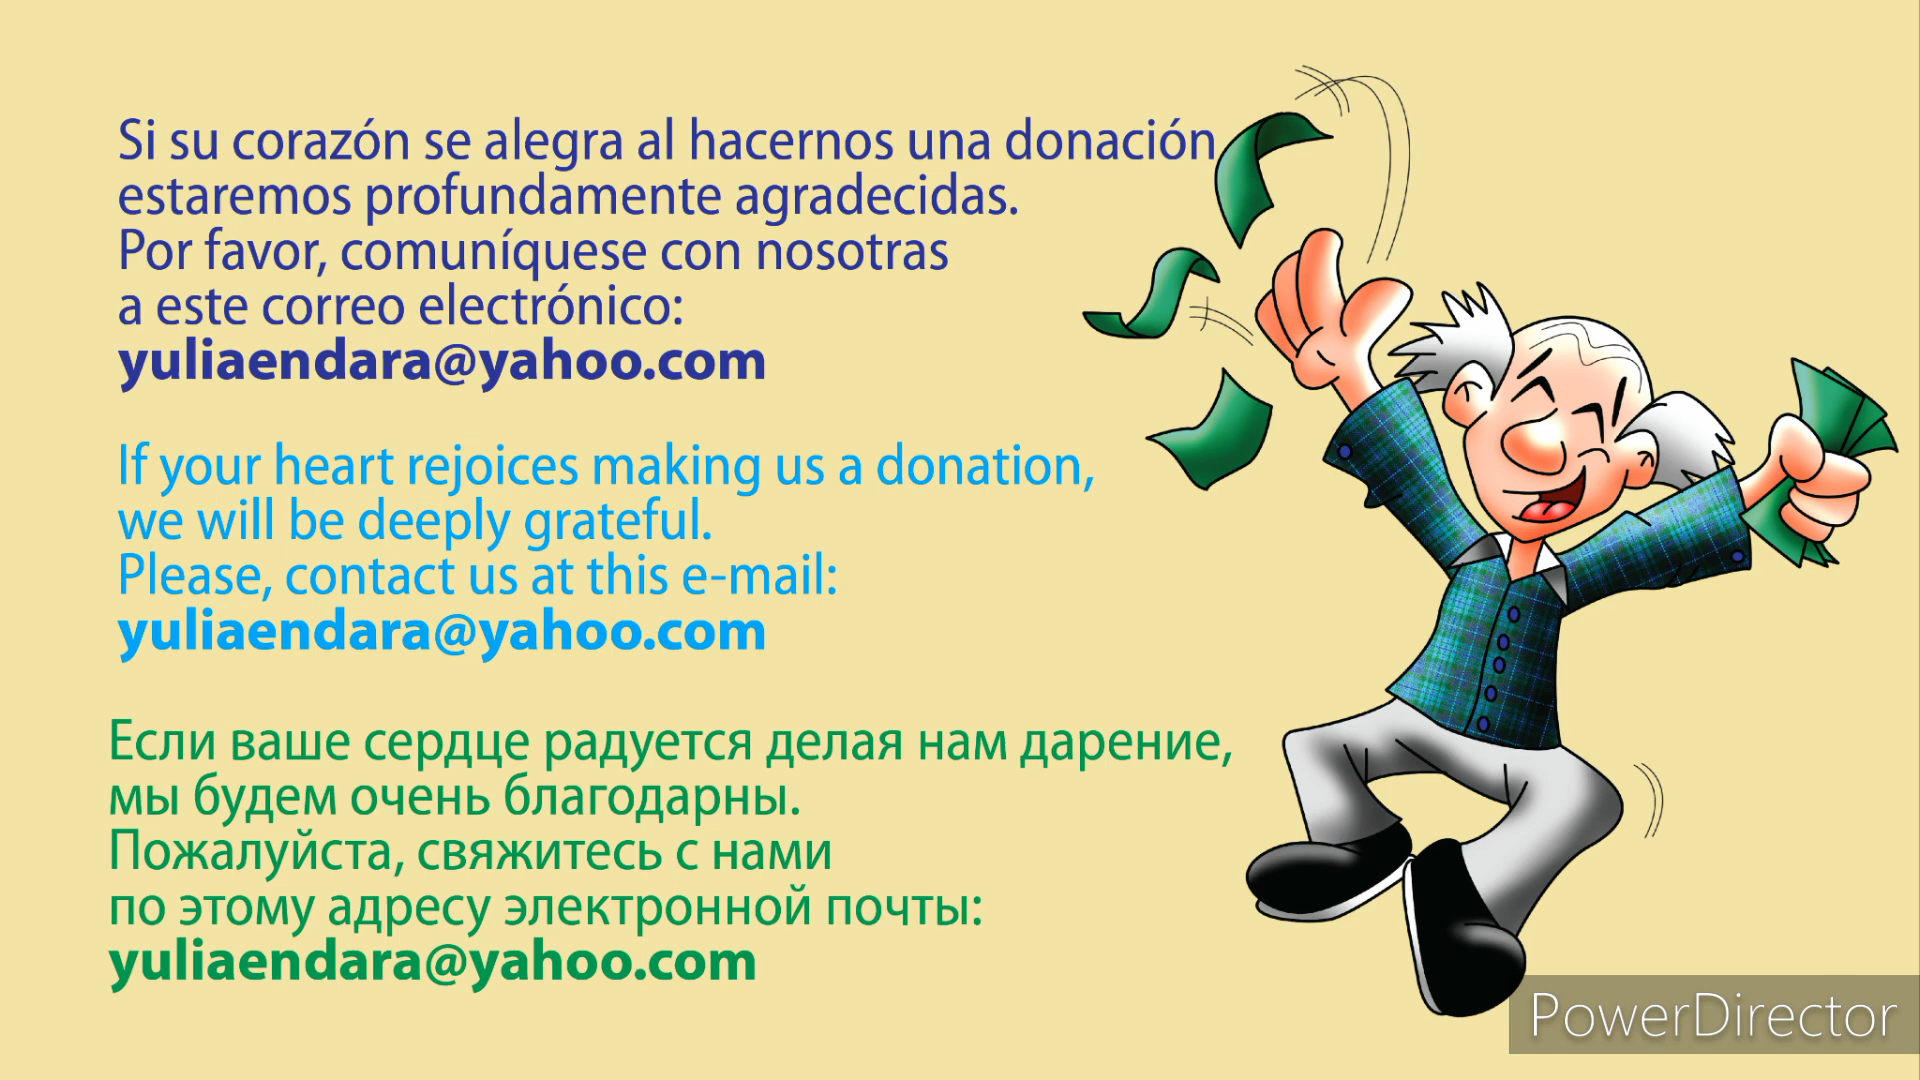 Si su corazón se alegra al hacernos una donación
estaremos profundamente agradecidas.
Por favor, comuníquese con nosotras
a este correo electrónico:
yuliaendara@yahoo.com
If your heart rejoices making us a donation,
we will be deeply grateful.
Please, contact us at this e-mail:
yuliaendara@yahoo.com
Если ваше сердце радуется делая нам дарение,
мы будем очень благодарны.
Пожалуйста, свяжитесь с нами
по этому адресу электронной почты:
yuliaendara@yahoo.com
PowerDirector